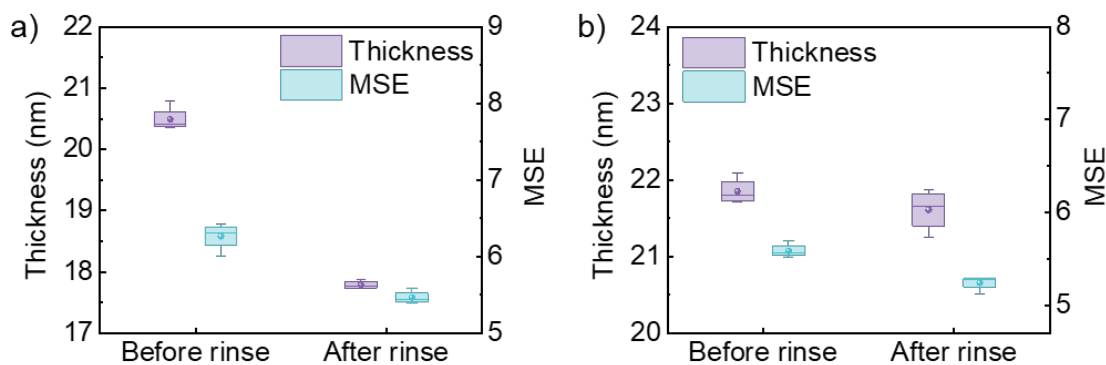 a)
Thickness (nm)
22
21
20
19
18
17
Thickness
MSE
9
8
7
6
5
MSE
Before rinse
After rinse
b)
Thickness (nm)
24
23
22
21
20
Thickness
MSE
8
7
6
5
MSE
Before rinse
After rinse